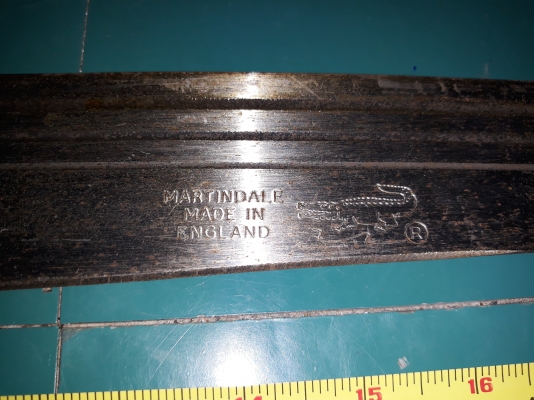 MARTINDALE
MADE IN
ENGLAND
®
14 15 16